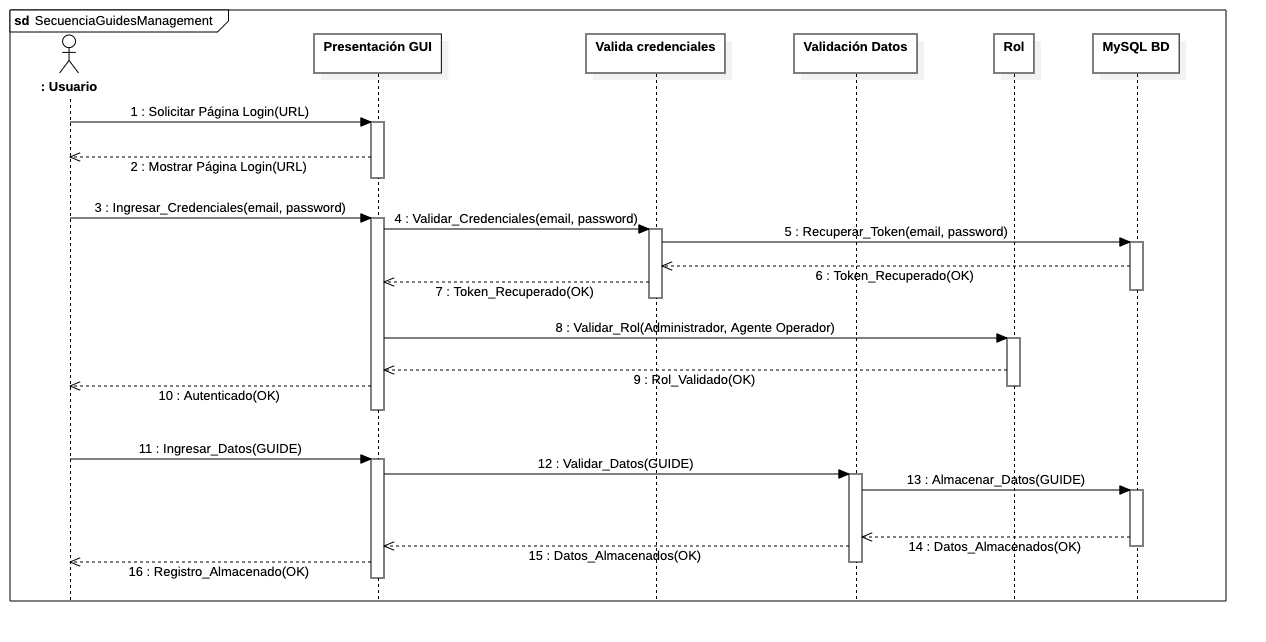 sd SecuenciaGuidesManagement
: Usuario
Presentación GUI
Valida credenciales
Validación Datos
Rol
MySQL BD
1 : Solicitar Página Login(URL)
2 : Mostrar Página Login(URL)
3 : Ingresar_Credenciales(email, password)
4 : Validar_Credenciales(email, password)
5 : Recuperar_Token(email, password)
6 : Token_Recuperado(OK)
7 : Token_Recuperado(OK)
8 : Validar_Rol(Administrador, Agente Operador)
9 : Rol_Validado(OK)
10 : Autenticado(OK)
11 : Ingresar_Datos(GUIDE)
12 : Validar_Datos(GUIDE)
13 : Almacenar_Datos(GUIDE)
14 : Datos_Almacenados(OK)
15 : Datos_Almacenados(OK)
16 : Registro_Almacenado(OK)